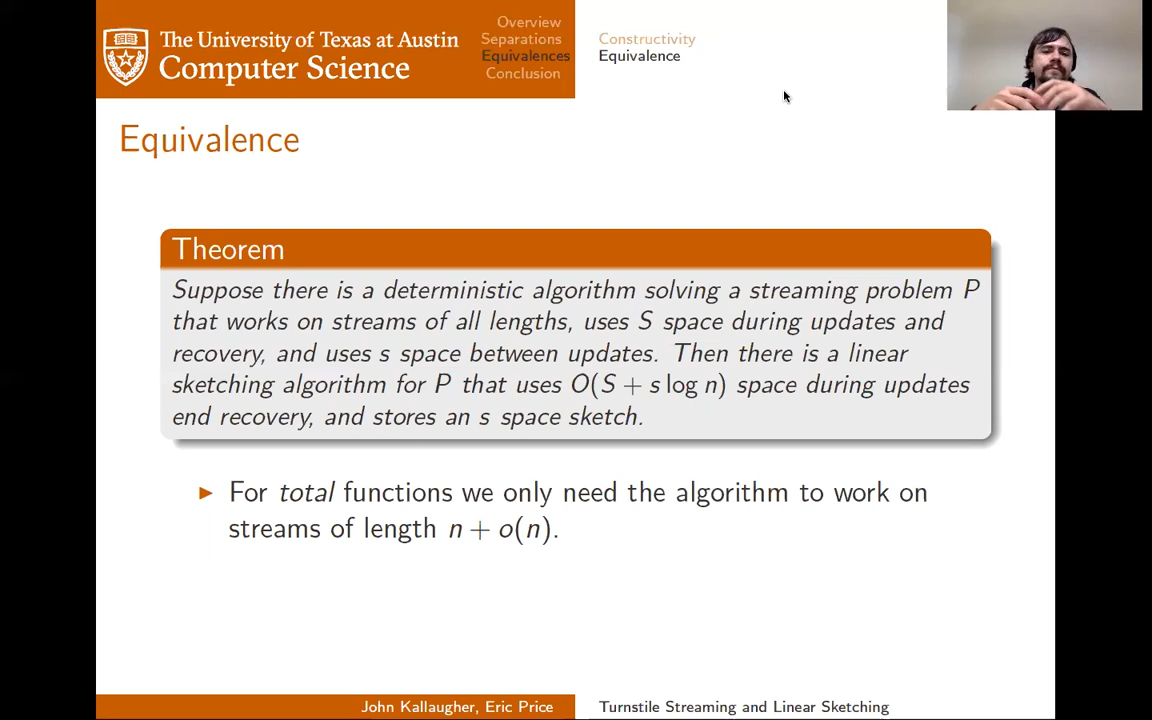 The University of Texas at Austin
Computer Science
Overview
Separations
Equivalences
Conclusion
Constructivity
Equivalence
Equivalence
Theorem
Suppose there is a deterministic algorithm solving a streaming problem P
that works on streams of all lengths, uses S space during updates and
recovery, and uses s space between updates. Then there is a linear
sketching algorithm for P that uses O(S + s log n) space during updates
end recovery, and stores an s space sketch.
► For total functions we only need the algorithm to work on
streams of length n + o(n).
John Kallaugher, Eric Price
Turnstile Streaming and Linear Sketching